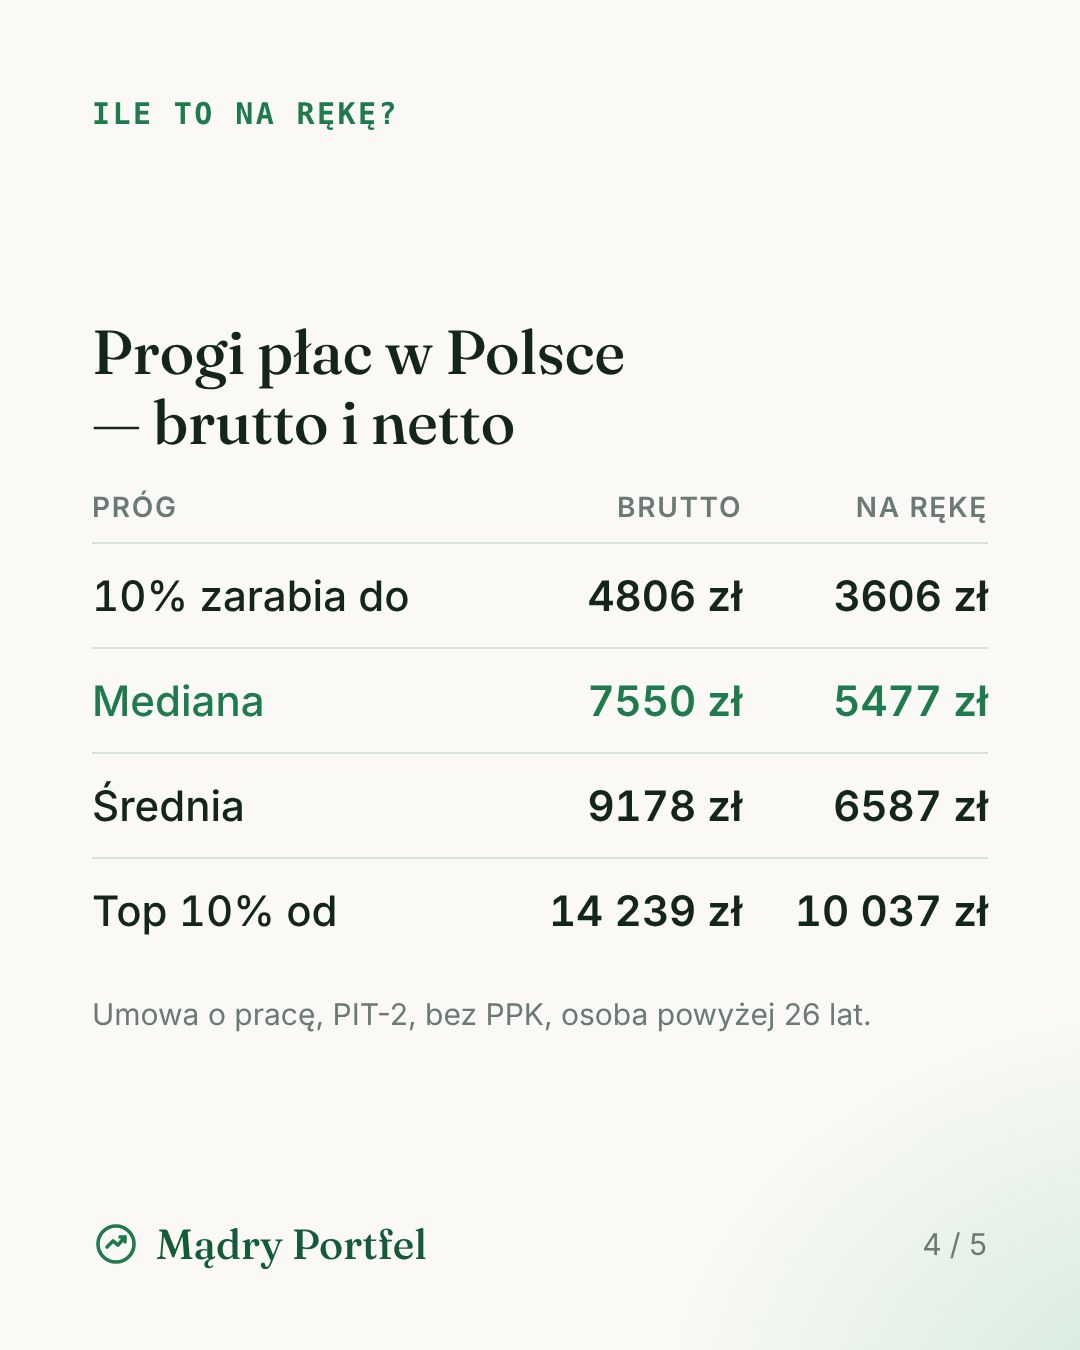 ILE TO NA RĘKĘ?
Progi płac w Polsce
— brutto i netto
PRÓG BRUTTO NA RĘKĘ
10% zarabia do 4806 zł 3606 zł
Mediana 7550 zł 5477 zł
Średnia 9178 zł 6587 zł
Top 10% od 14 239 zł 10 037 zł
Umowa o pracę, PIT-2, bez PPK, osoba powyżej 26 lat.
Mądry Portfel 4 / 5